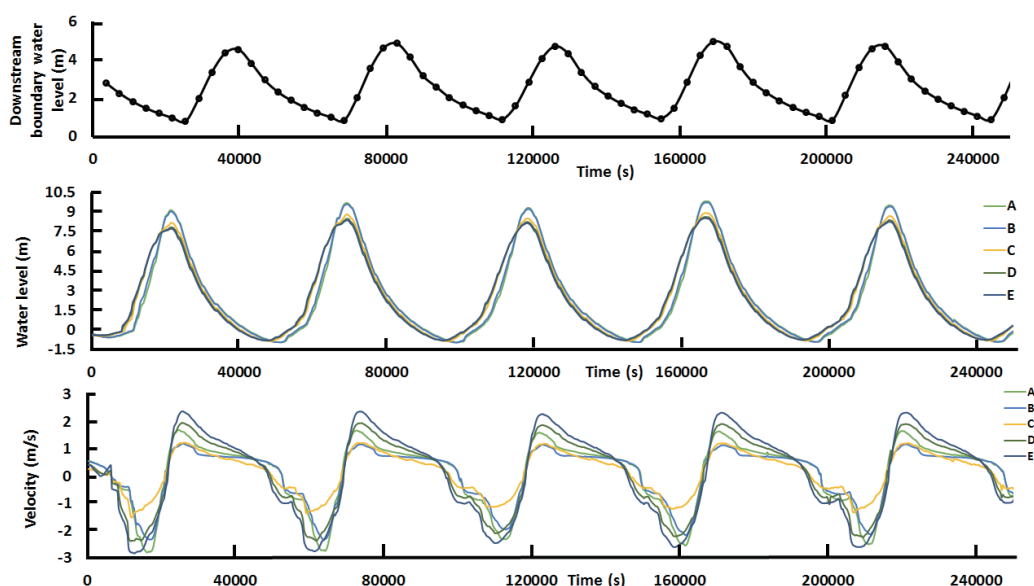 Downstream
boundary water
level (m)
6
4
2
0
0 40000 80000 120000 160000 200000 240000
Time (s)
Water level (m)
10.5
9
7.5
6
4.5
3
1.5
0
-1.5
A
B
C
D
E
0 40000 80000 120000 160000 200000 240000
Time (s)
Velocity (m/s)
3
2
1
0
-1
-2
-3
A
B
C
D
E
0 40000 80000 120000 160000 200000 240000
Time (s)